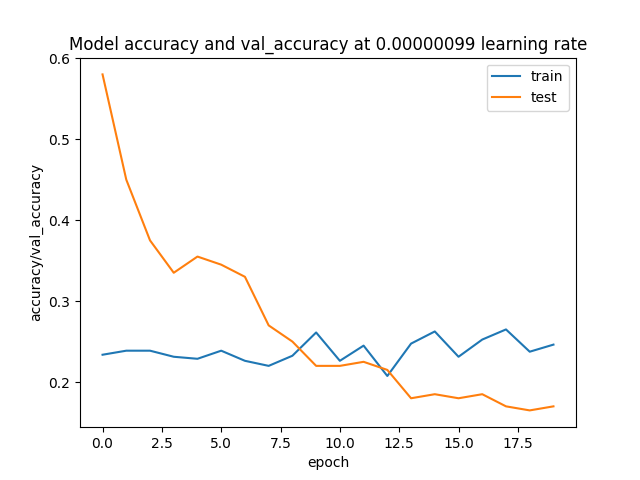 Model accuracy and val_accuracy at 0.00000099 learning rate
train
test
accuracy/val_accuracy
0.6
0.5
0.4
0.3
0.2
0.0 2.5 5.0 7.5 10.0 12.5 15.0 17.5
epoch